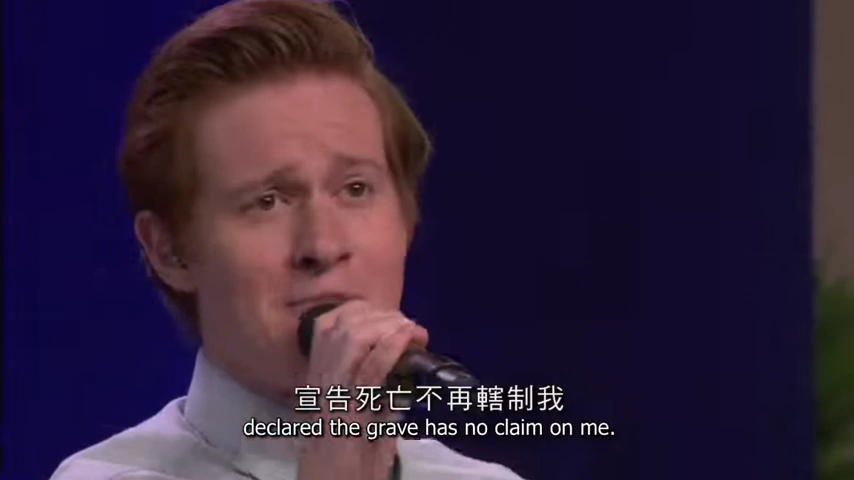 宣告死亡不再轄制我
declared the grave has no claim on me.